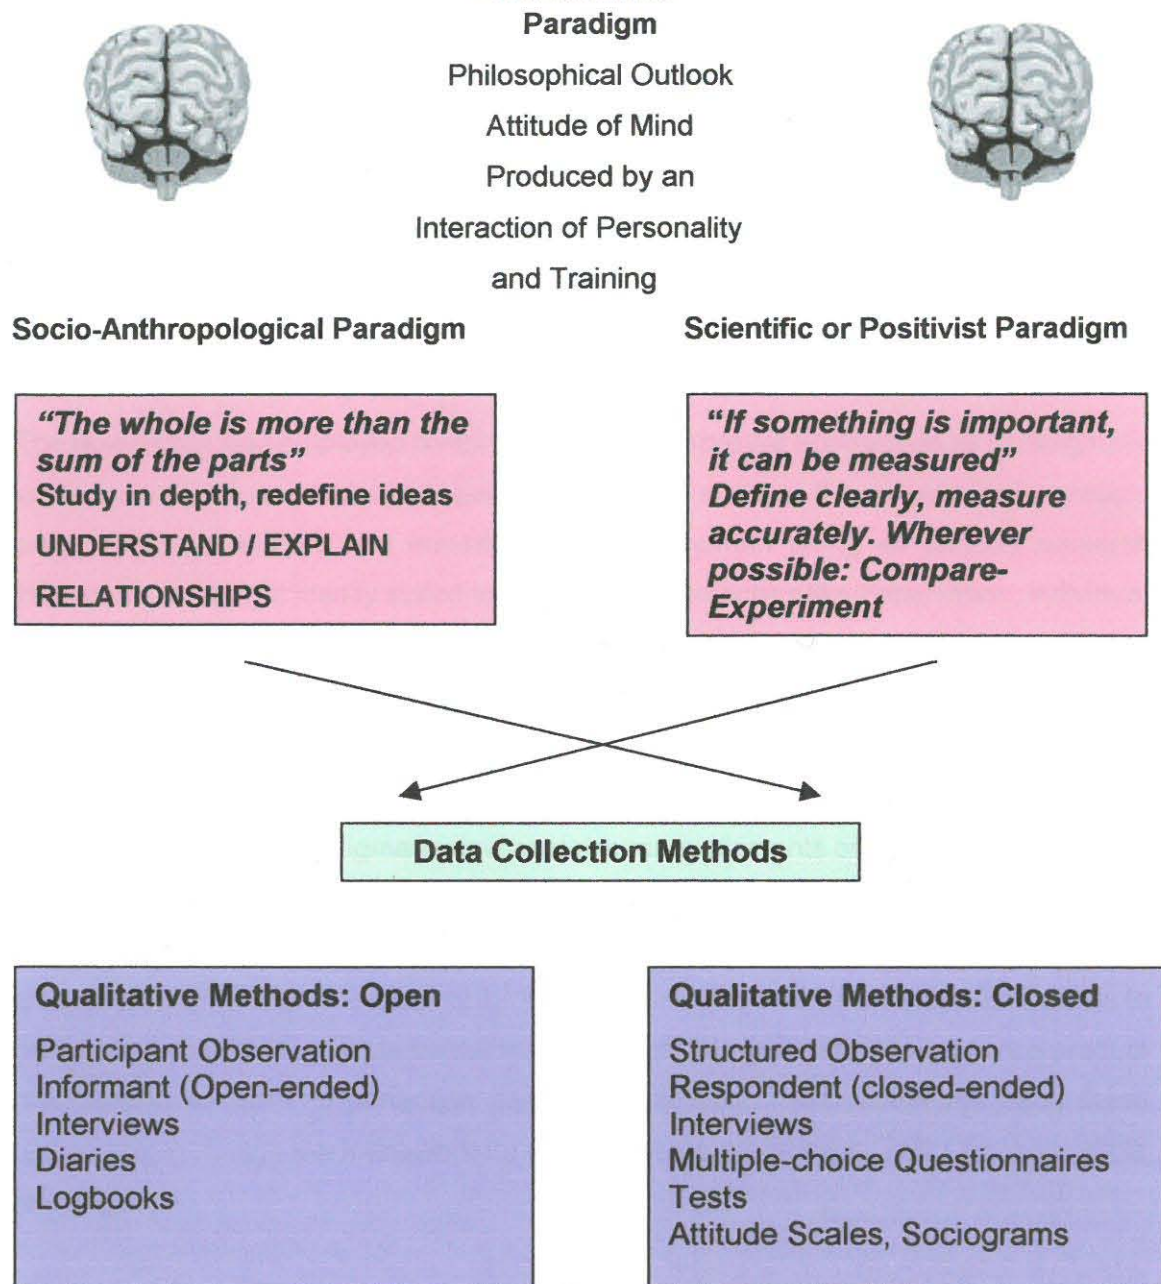 Paradigm
Philosophical Outlook
Attitude of Mind
Produced by an
Interaction of Personality
and Training
Socio-Anthropological Paradigm
Scientific or Positivist Paradigm
“The whole is more than the
sum of the parts”
Study in depth, redefine ideas
UNDERSTAND / EXPLAIN
RELATIONSHIPS
“If something is important,
it can be measured”
Define clearly, measure
accurately. Wherever
possible: Compare-
Experiment
Data Collection Methods
Qualitative Methods: Open
Participant Observation
Informant (Open-ended)
Interviews
Diaries
Logbooks
Qualitative Methods: Closed
Structured Observation
Respondent (closed-ended)
Interviews
Multiple-choice Questionnaires
Tests
Attitude Scales, Sociograms